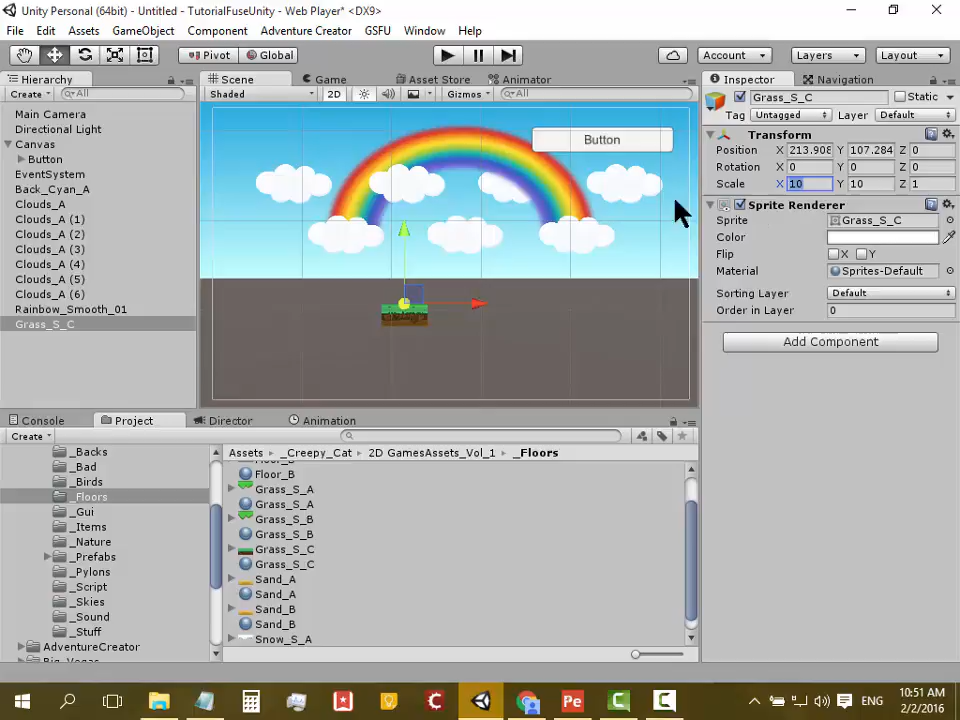 Unity Personal (64bit) - Untitled - TutorialFuseUnity - Web Player* <DX9>
File Edit Assets GameObject Component Adventure Creator GSFU Window Help
Pivot Global Account Layers Layout
Hierarchy Scene Game Asset Store Animator Inspector Navigation
Create All Shaded 2D Gizmos All Grass_S_C Static
Tag Untagged Layer Default
Main Camera
Directional Light
Canvas
Button
EventSystem
Back_Cyan_A
Clouds_A
Clouds_A (1)
Clouds_A (2)
Clouds_A (3)
Clouds_A (4)
Clouds_A (5)
Clouds_A (6)
Rainbow_Smooth_01
Grass_S_C
Button
Transform
Position X 213.908 Y 107.284 Z 0
Rotation X 0 Y 0 Z 0
Scale X 10 Y 10 Z 1
Sprite Renderer
Sprite Grass_S_C
Color
Flip X Y
Material Sprites-Default
Sorting Layer Default
Order in Layer 0
Add Component
Console Project Director Animation
Create
_Backs
_Bad
_Birds
_Floors
_Gui
_Items
_Nature
_Prefabs
_Pylons
_Script
_Skies
_Sound
_Stuff
AdventureCreator
Assets _Creepy_Cat 2D GamesAssets_Vol_1 _Floors
Floor_B
Grass_S_A
Grass_S_A
Grass_S_B
Grass_S_B
Grass_S_C
Grass_S_C
Sand_A
Sand_A
Sand_B
Sand_B
Snow_S_A
ENG
10:51 AM
2/2/2016